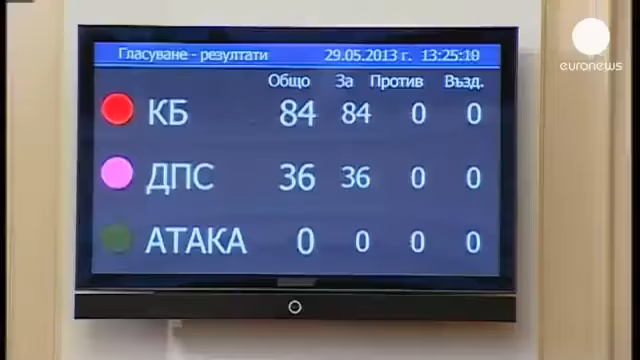 euronews
Гласуване - резултати 29.05.2013 г. 13:25:10
Общо За Против Възд.
КБ 84 84 0 0
ДПС 36 36 0 0
АТАКА 0 0 0 0